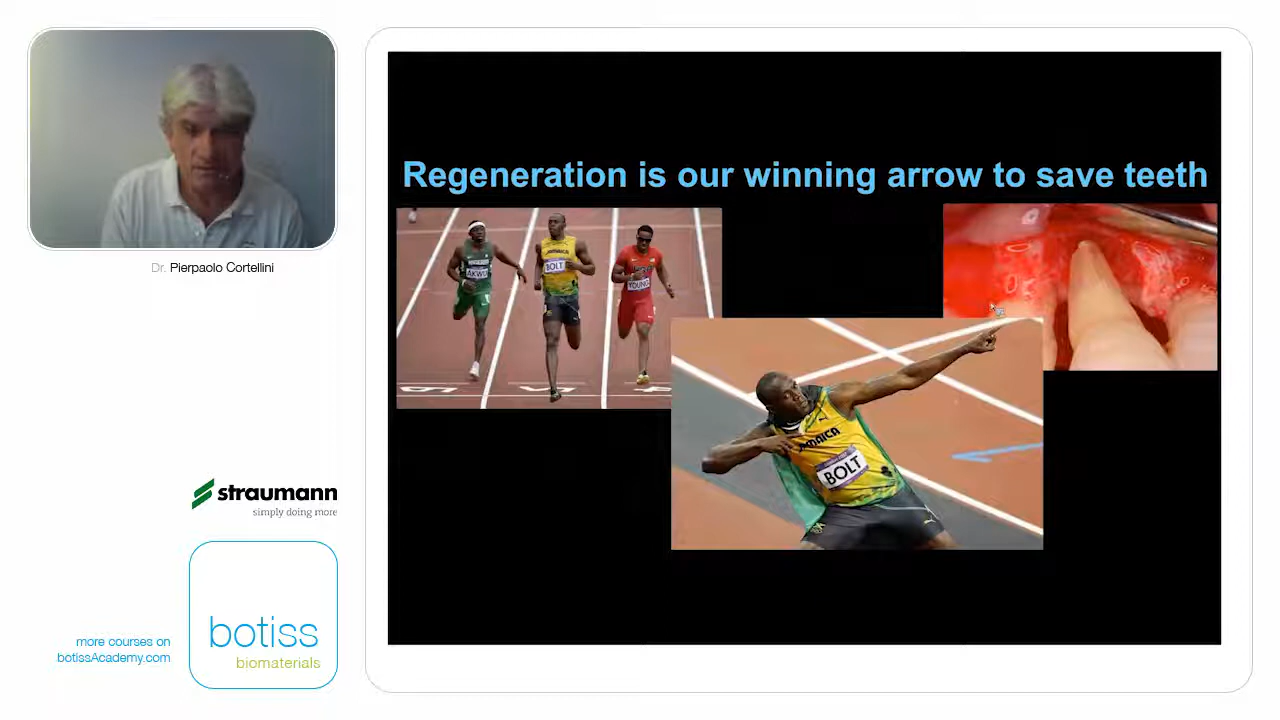 Regeneration is our winning arrow to save teeth
AKWU
JAMAICA
BOLT
YOUNG
JAMAICA
BOLT
Dr. Pierpaolo Cortellini
straumann
simply doing more
botiss
biomaterials
more courses on
botissAcademy.com